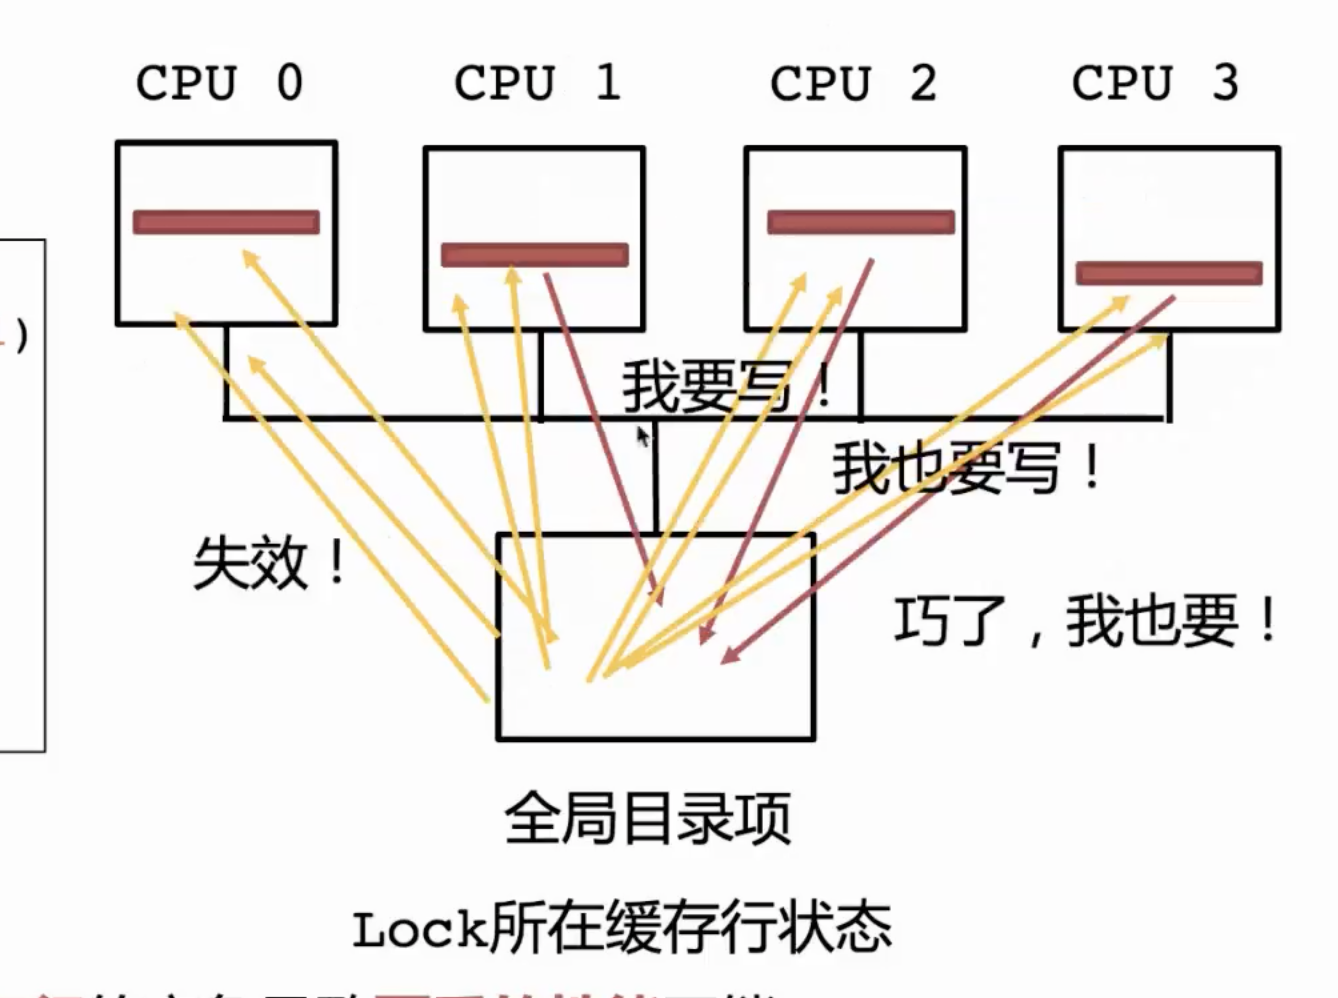 CPU 0
CPU 1
CPU 2
CPU 3
)
我要写！
我也要写！
失效！
巧了，我也要！
全局目录项
Lock所在缓存行状态